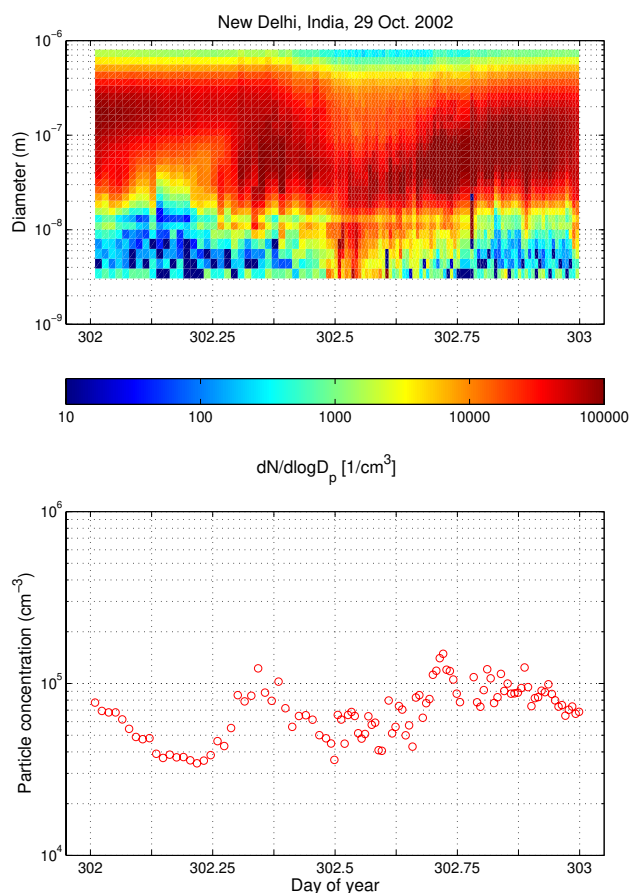 New Delhi, India, 29 Oct. 2002
10⁻⁶
10⁻⁷
10⁻⁸
10⁻⁹
Diameter (m)
302 302.25 302.5 302.75 303
10 100 1000 10000 100000
dN/dlogDₚ [1/cm³]
10⁶
10⁵
10⁴
Particle concentration (cm⁻³)
302 302.25 302.5 302.75 303
Day of year